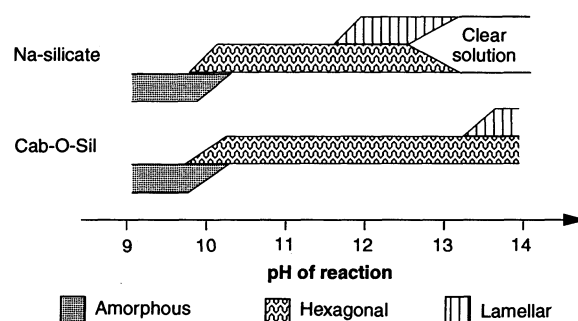 Na-silicate
Clear
solution
Cab-O-Sil
9 10 11 12 13 14
pH of reaction
Amorphous Hexagonal Lamellar